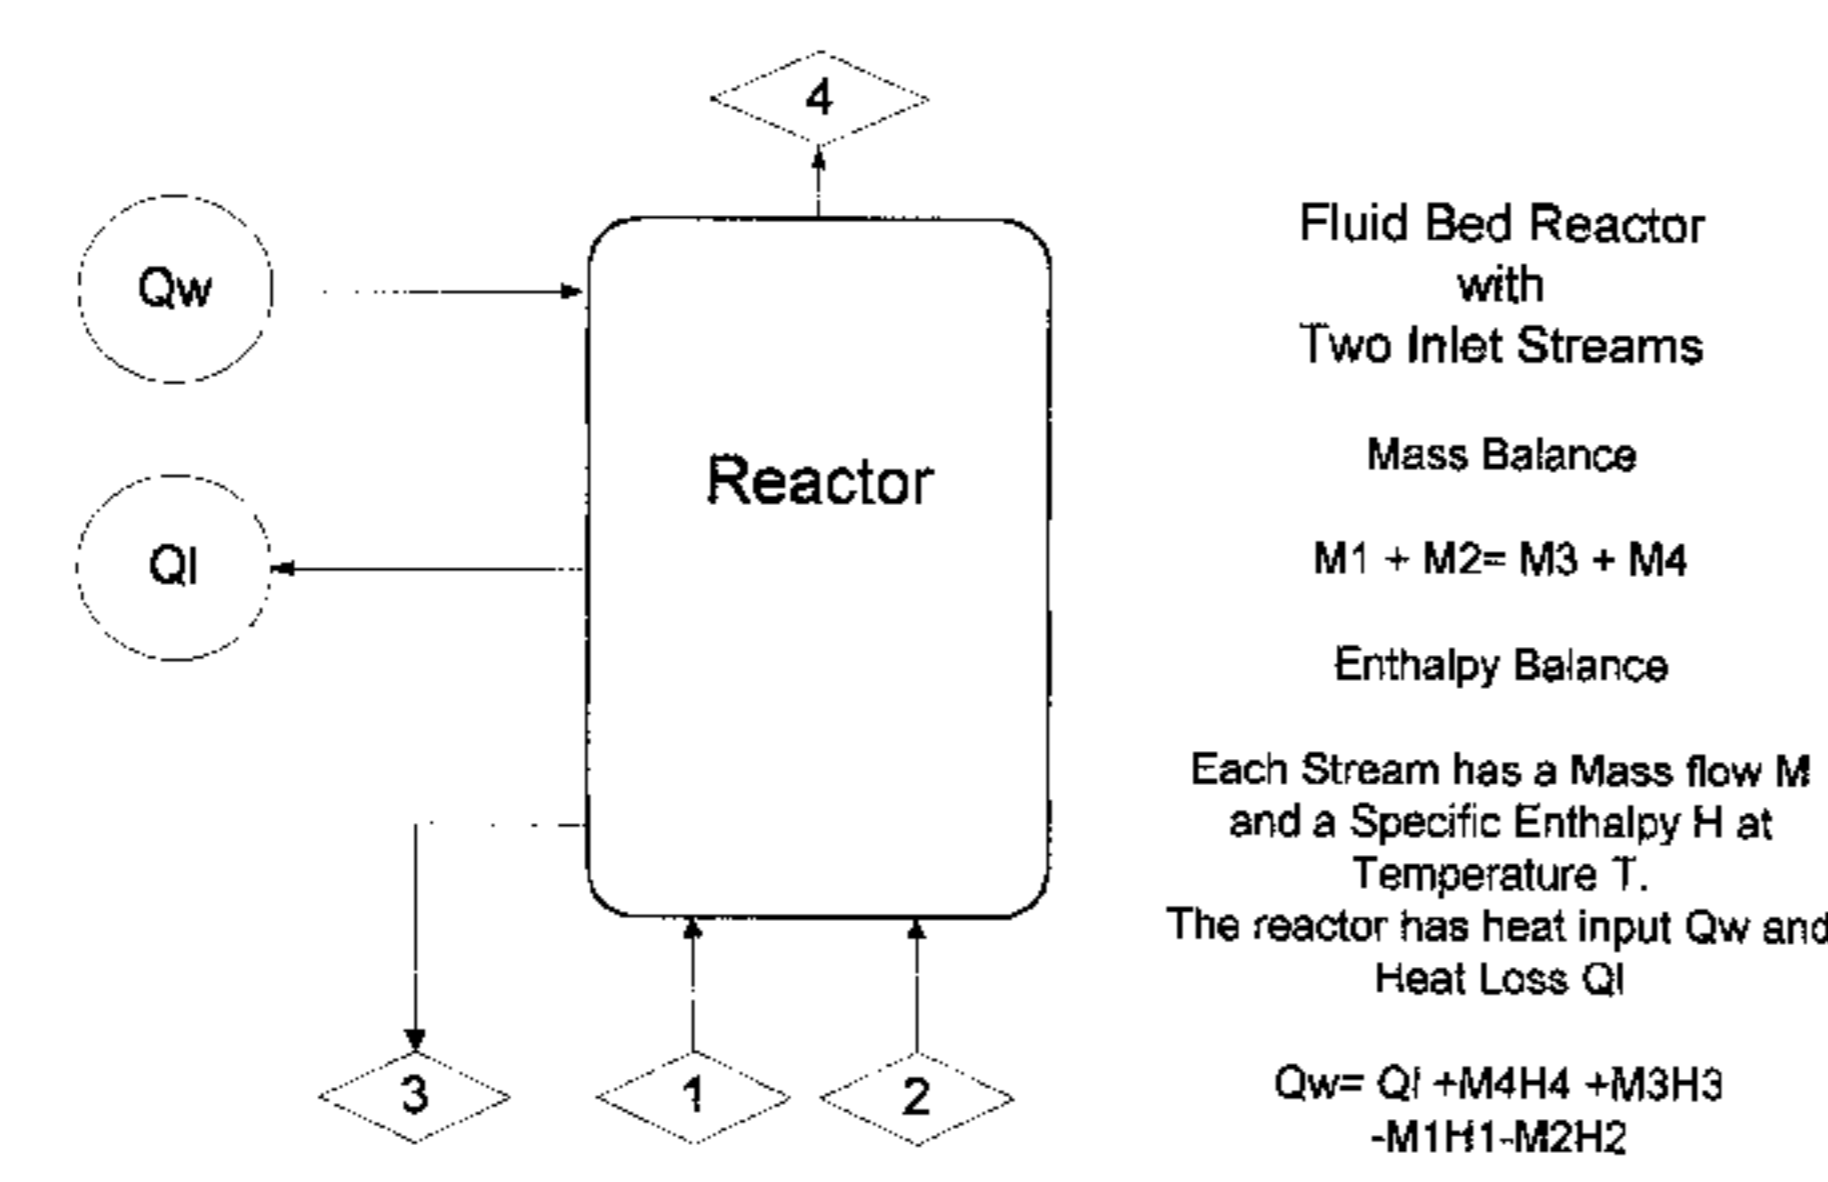 4
Qw
Ql
Reactor
3
1
2
Fluid Bed Reactor
with
Two Inlet Streams
Mass Balance
M1 + M2= M3 + M4
Enthalpy Balance
Each Stream has a Mass flow M
and a Specific Enthalpy H at
Temperature T.
The reactor has heat input Qw and
Heat Loss Ql
Qw= Ql +M4H4 +M3H3
-M1H1-M2H2